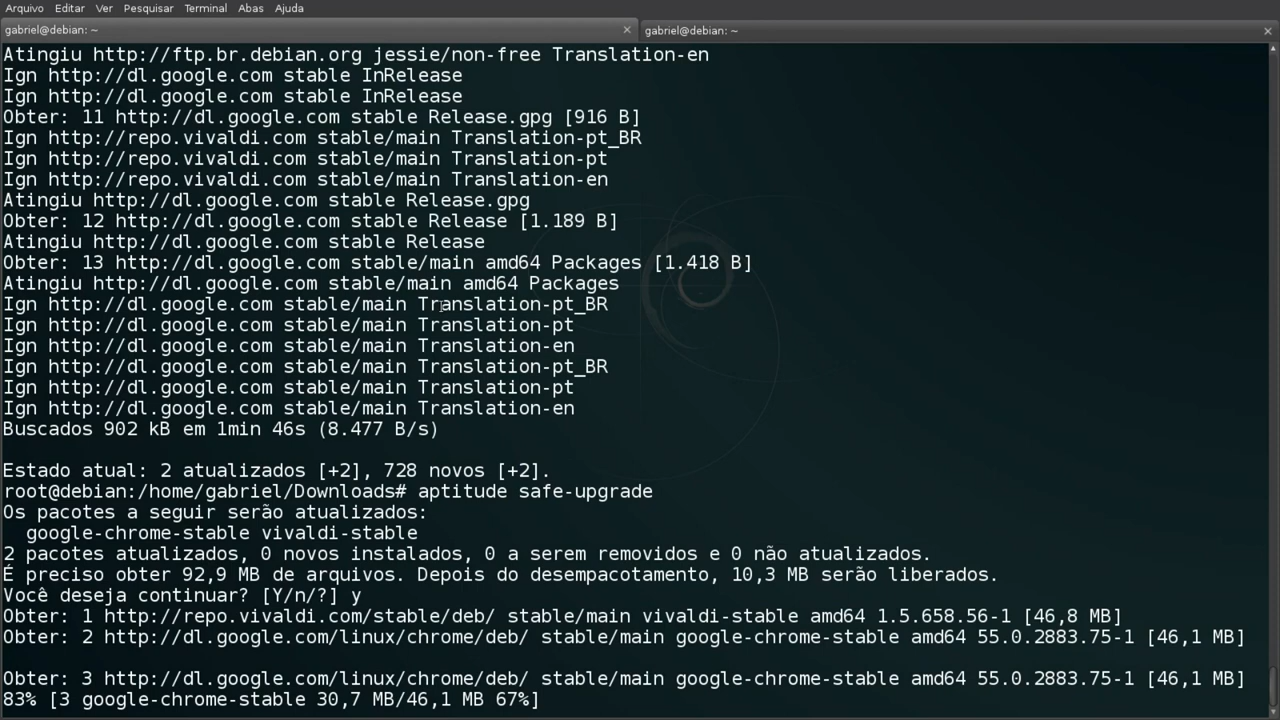 Arquivo Editar Ver Pesquisar Terminal Abas Ajuda
gabriel@debian: ~ × gabriel@debian: ~ ×
Atingiu http://ftp.br.debian.org jessie/non-free Translation-en
Ign http://dl.google.com stable InRelease
Ign http://dl.google.com stable InRelease
Obter: 11 http://dl.google.com stable Release.gpg [916 B]
Ign http://repo.vivaldi.com stable/main Translation-pt_BR
Ign http://repo.vivaldi.com stable/main Translation-pt
Ign http://repo.vivaldi.com stable/main Translation-en
Atingiu http://dl.google.com stable Release.gpg
Obter: 12 http://dl.google.com stable Release [1.189 B]
Atingiu http://dl.google.com stable Release
Obter: 13 http://dl.google.com stable/main amd64 Packages [1.418 B]
Atingiu http://dl.google.com stable/main amd64 Packages
Ign http://dl.google.com stable/main Translation-pt_BR
Ign http://dl.google.com stable/main Translation-pt
Ign http://dl.google.com stable/main Translation-en
Ign http://dl.google.com stable/main Translation-pt_BR
Ign http://dl.google.com stable/main Translation-pt
Ign http://dl.google.com stable/main Translation-en
Buscados 902 kB em 1min 46s (8.477 B/s)
Estado atual: 2 atualizados [+2], 728 novos [+2].
root@debian:/home/gabriel/Downloads# aptitude safe-upgrade
Os pacotes a seguir serão atualizados:
google-chrome-stable vivaldi-stable
2 pacotes atualizados, 0 novos instalados, 0 a serem removidos e 0 não atualizados.
É preciso obter 92,9 MB de arquivos. Depois do desempacotamento, 10,3 MB serão liberados.
Você deseja continuar? [Y/n/?] y
Obter: 1 http://repo.vivaldi.com/stable/deb/ stable/main vivaldi-stable amd64 1.5.658.56-1 [46,8 MB]
Obter: 2 http://dl.google.com/linux/chrome/deb/ stable/main google-chrome-stable amd64 55.0.2883.75-1 [46,1 MB]
Obter: 3 http://dl.google.com/linux/chrome/deb/ stable/main google-chrome-stable amd64 55.0.2883.75-1 [46,1 MB]
83% [3 google-chrome-stable 30,7 MB/46,1 MB 67%]